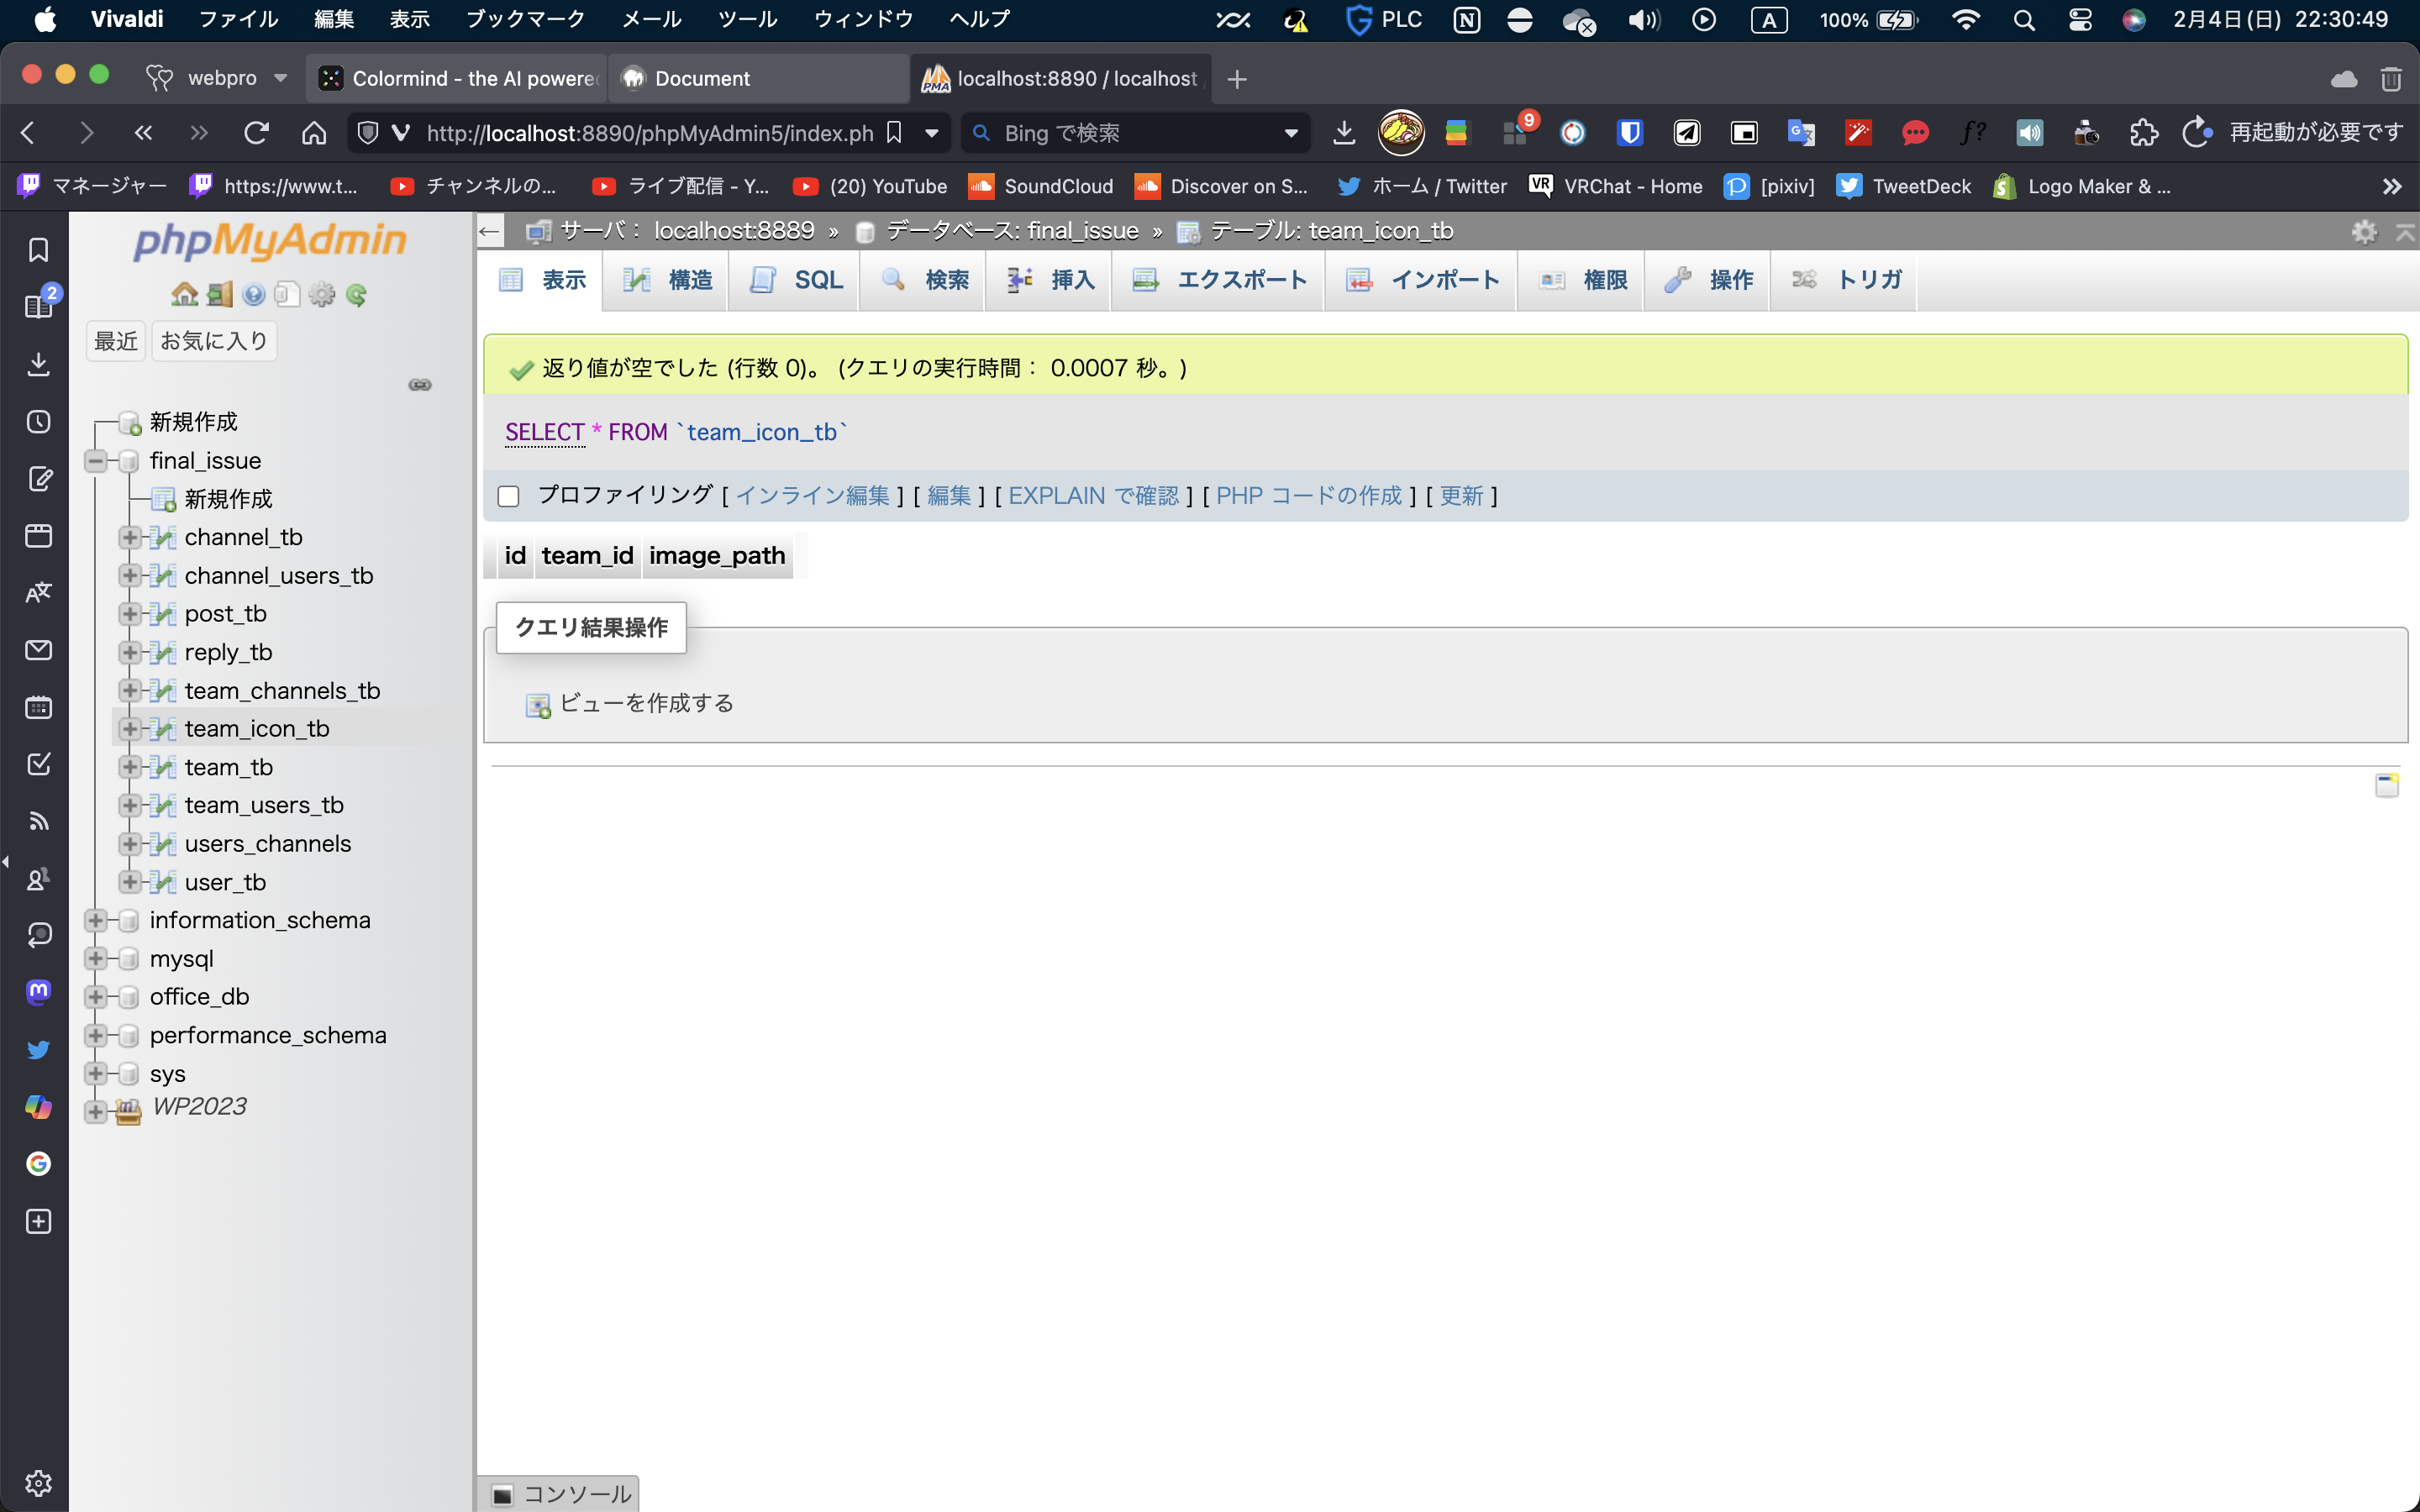 Vivaldi ファイル 編集 表示 ブックマーク メール ツール ウィンドウ ヘルプ PLC A 100% 2月4日(日) 22:30:49
webpro Colormind - the AI powere Document localhost:8890 / localhost
http://localhost:8890/phpMyAdmin5/index.ph Bing で検索 9 再起動が必要です
マネージャー https://www.t... チャンネルの... ライブ配信 - Y... (20) YouTube SoundCloud Discover on S... ホーム / Twitter VRChat - Home [pixiv] TweetDeck Logo Maker & ...
2
phpMyAdmin
最近 お気に入り
新規作成
final_issue
新規作成
channel_tb
channel_users_tb
post_tb
reply_tb
team_channels_tb
team_icon_tb
team_tb
team_users_tb
users_channels
user_tb
information_schema
mysql
office_db
performance_schema
sys
WP2023
サーバ: localhost:8889 » データベース: final_issue » テーブル: team_icon_tb
表示 構造 SQL 検索 挿入 エクスポート インポート 権限 操作 トリガ
返り値が空でした (行数 0)。 (クエリの実行時間: 0.0007 秒。)
SELECT * FROM `team_icon_tb`
プロファイリング [ インライン編集 ] [ 編集 ] [ EXPLAIN で確認 ] [ PHP コードの作成 ] [ 更新 ]
id team_id image_path
クエリ結果操作
ビューを作成する
コンソール